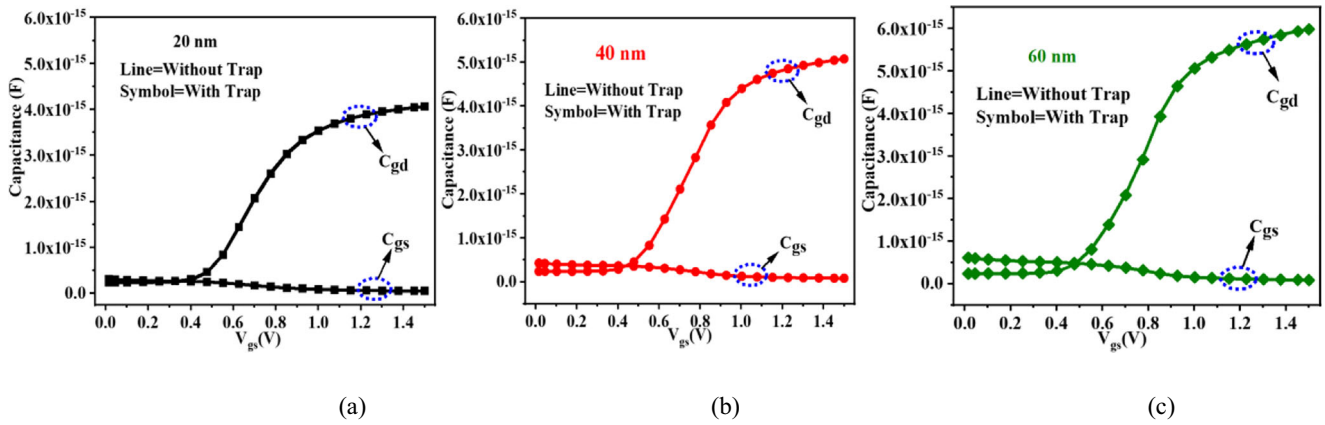 6.0x10-15
5.0x10-15
4.0x10-15
3.0x10-15
2.0x10-15
1.0x10-15
0.0
Capacitance (F)
20 nm
Line=Without Trap
Symbol=With Trap
Cgd
Cgs
0.0 0.2 0.4 0.6 0.8 1.0 1.2 1.4
Vgs(V)
(a)
6.0x10-15
5.0x10-15
4.0x10-15
3.0x10-15
2.0x10-15
1.0x10-15
0.0
Capacitance (F)
40 nm
Line=Without Trap
Symbol=With Trap
Cgd
Cgs
0.0 0.2 0.4 0.6 0.8 1.0 1.2 1.4
Vgs(V)
(b)
6.0x10-15
5.0x10-15
4.0x10-15
3.0x10-15
2.0x10-15
1.0x10-15
0.0
Capacitance (F)
60 nm
Line=Without Trap
Symbol=With Trap
Cgd
Cgs
0.0 0.2 0.4 0.6 0.8 1.0 1.2 1.4
Vgs(V)
(c)